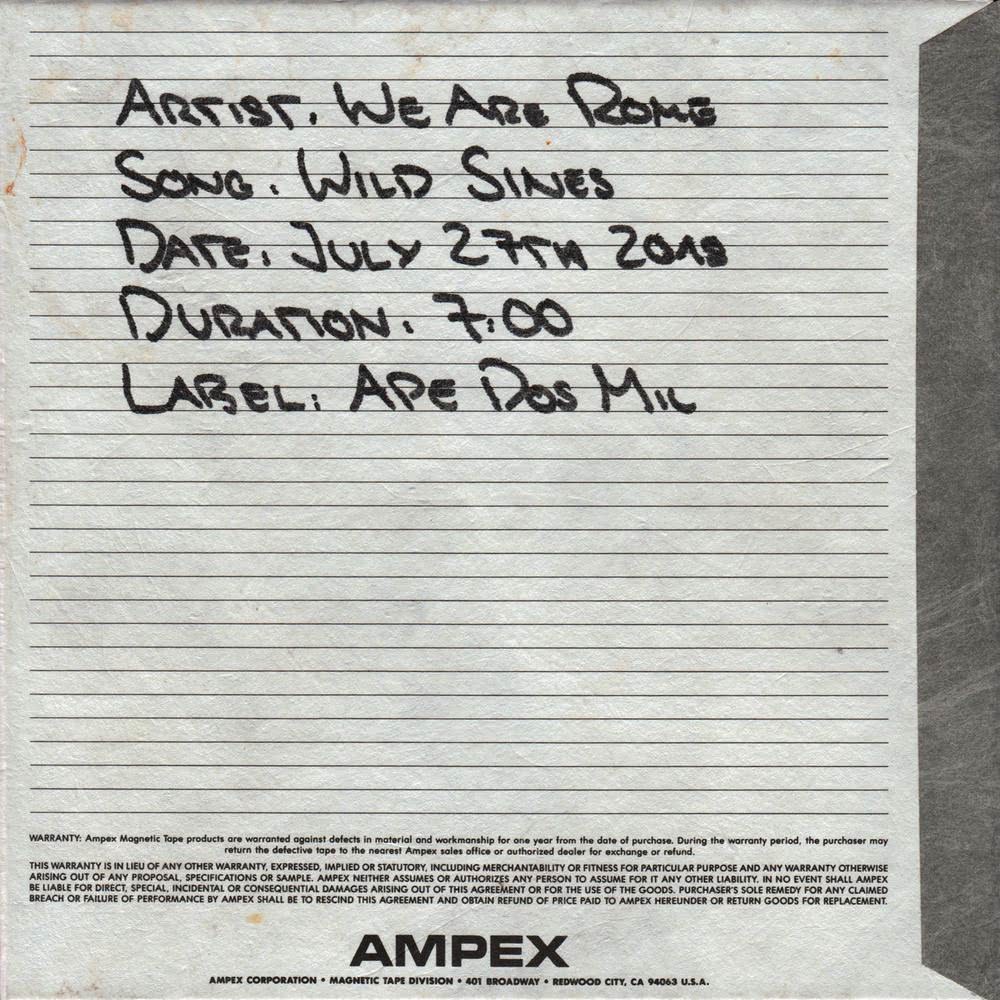 ARTIST. WE ARE ROME
SONG. WILD SINES
DATE. JULY 27TH 2018
DURATION. 7:00
LABEL: APE DOS MIL
WARRANTY: Ampex Magnetic Tape products are warranted against defects in material and workmanship for one year from the date of purchase. During the warranty period, the purchaser may
return the defective tape to the nearest Ampex sales office or authorized dealer for exchange or refund.
THIS WARRANTY IS IN LIEU OF ANY OTHER WARRANTY, EXPRESSED, IMPLIED OR STATUTORY, INCLUDING MERCHANTABILITY OR FITNESS FOR PARTICULAR PURPOSE AND ANY WARRANTY OTHERWISE
ARISING OUT OF ANY PROPOSAL, SPECIFICATIONS OR SAMPLE. AMPEX NEITHER ASSUMES OR AUTHORIZES ANY PERSON TO ASSUME FOR IT ANY OTHER LIABILITY. IN NO EVENT SHALL AMPEX
BE LIABLE FOR DIRECT, SPECIAL, INCIDENTAL OR CONSEQUENTIAL DAMAGES ARISING OUT OF THIS AGREEMENT OR FOR THE USE OF THE GOODS. PURCHASER'S SOLE REMEDY FOR ANY CLAIMED
BREACH OR FAILURE OF PERFORMANCE BY AMPEX SHALL BE TO RESCIND THIS AGREEMENT AND OBTAIN REFUND OF PRICE PAID TO AMPEX HEREUNDER OR RETURN GOODS FOR REPLACEMENT.
AMPEX
AMPEX CORPORATION • MAGNETIC TAPE DIVISION • 401 BROADWAY • REDWOOD CITY, CA 94063 U.S.A.